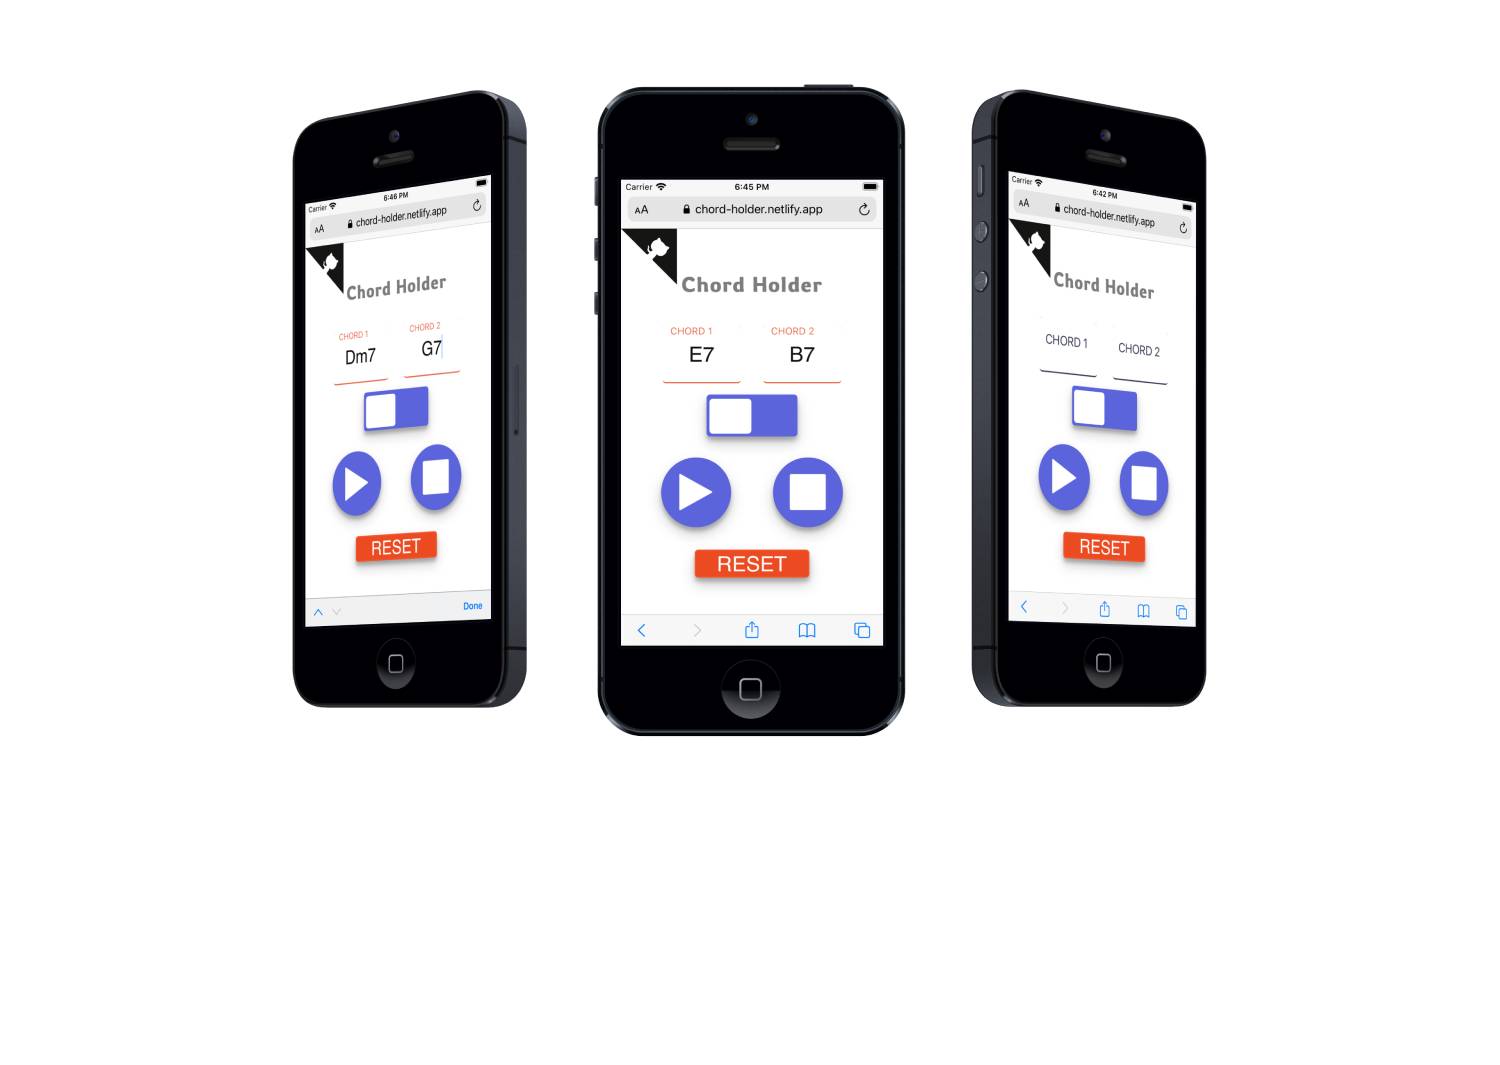 Carrier 6:46 PM
AA chord-holder.netlify.app
Chord Holder
CHORD 1 CHORD 2
Dm7 G7
RESET
Done
Carrier 6:45 PM
AA chord-holder.netlify.app
Chord Holder
CHORD 1 CHORD 2
E7 B7
RESET
Carrier 6:42 PM
AA chord-holder.netlify.app
Chord Holder
CHORD 1 CHORD 2
RESET